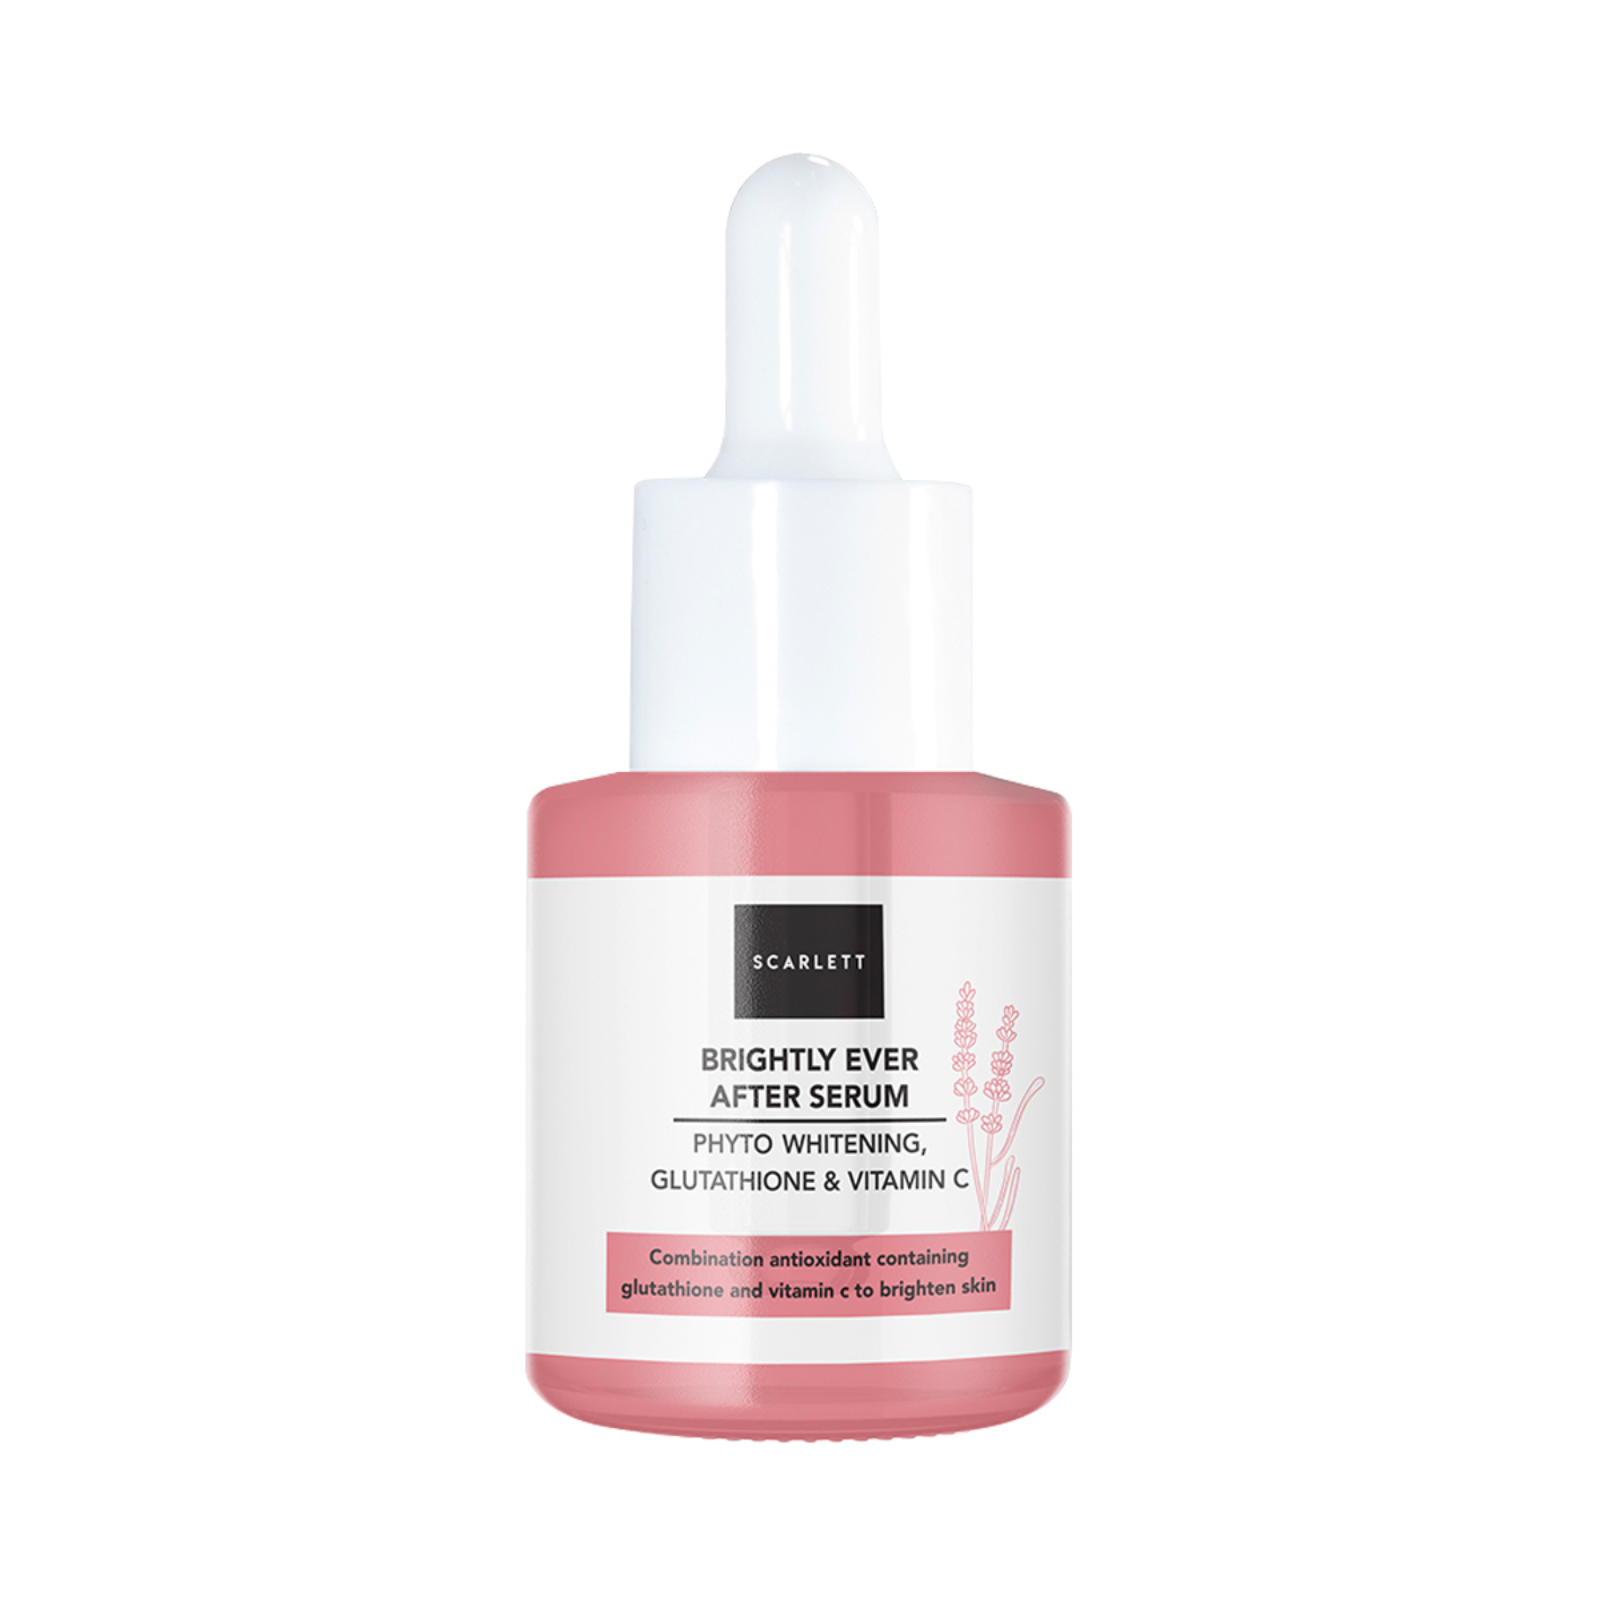 SCARLETT
BRIGHTLY EVER
AFTER SERUM
PHYTO WHITENING,
GLUTATHIONE & VITAMIN C
Combination antioxidant containing
glutathione and vitamin c to brighten skin